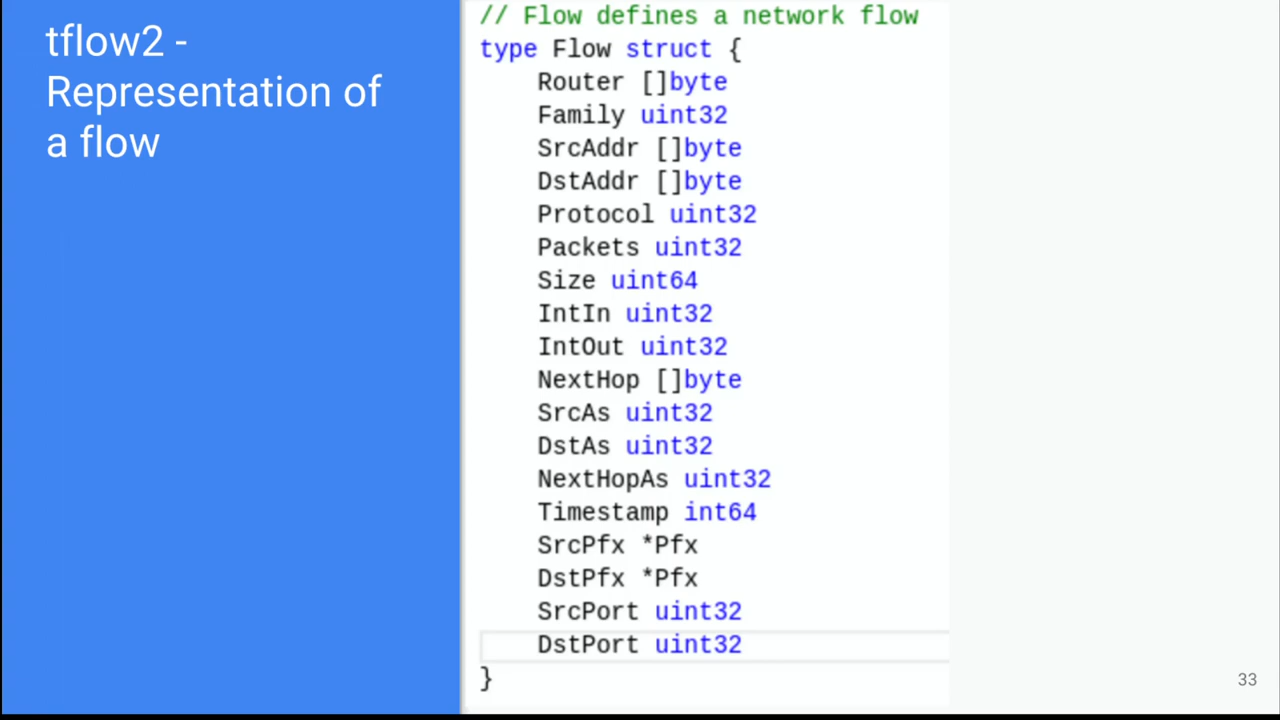 tflow2 -
Representation of
a flow
// Flow defines a network flow
type Flow struct {
Router []byte
Family uint32
SrcAddr []byte
DstAddr []byte
Protocol uint32
Packets uint32
Size uint64
IntIn uint32
IntOut uint32
NextHop []byte
SrcAs uint32
DstAs uint32
NextHopAs uint32
Timestamp int64
SrcPfx *Pfx
DstPfx *Pfx
SrcPort uint32
DstPort uint32
}
33